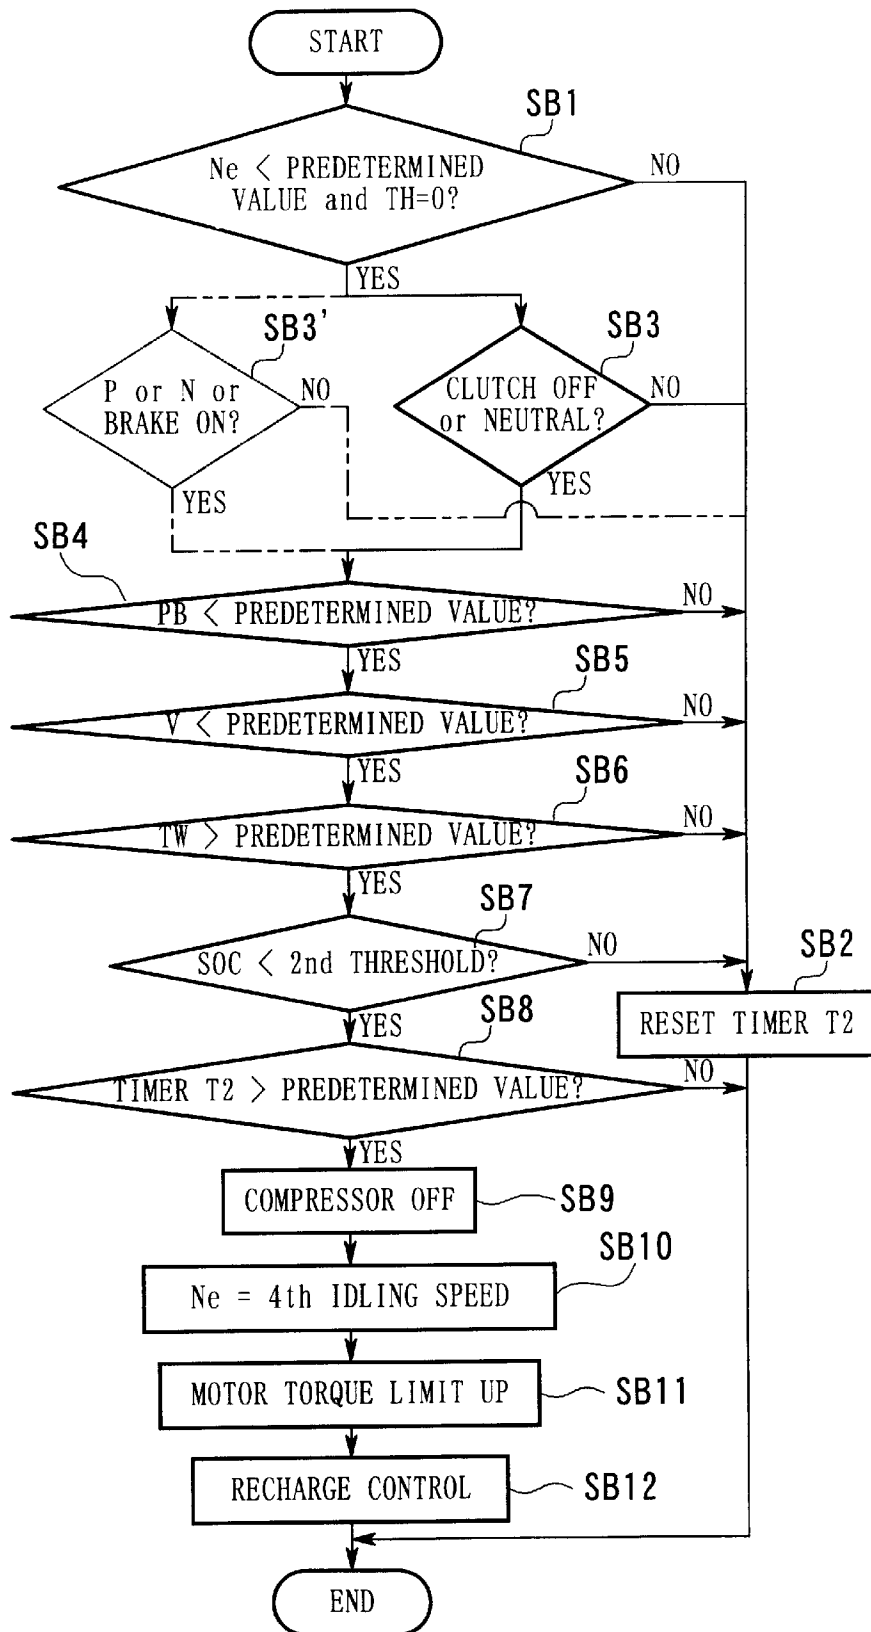 START
SB1
Ne < PREDETERMINED
VALUE and TH=0?
NO
YES
SB3'
SB3
P or N or
BRAKE ON?
NO
CLUTCH OFF
or NEUTRAL?
NO
YES
YES
SB4
PB < PREDETERMINED VALUE?
NO
YES
SB5
V < PREDETERMINED VALUE?
NO
YES
SB6
TW > PREDETERMINED VALUE?
NO
YES
SB7
SOC < 2nd THRESHOLD?
NO
SB2
RESET TIMER T2
YES
SB8
TIMER T2 > PREDETERMINED VALUE?
NO
YES
COMPRESSOR OFF
SB9
SB10
Ne = 4th IDLING SPEED
MOTOR TORQUE LIMIT UP
SB11
RECHARGE CONTROL
SB12
END